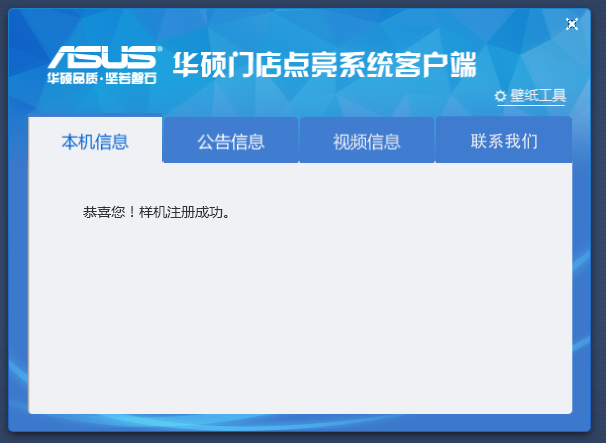 ASUS® 华硕门店点亮系统客户端
华硕品质·坚若磐石
壁纸工具
本机信息 公告信息 视频信息 联系我们
恭喜您！样机注册成功。